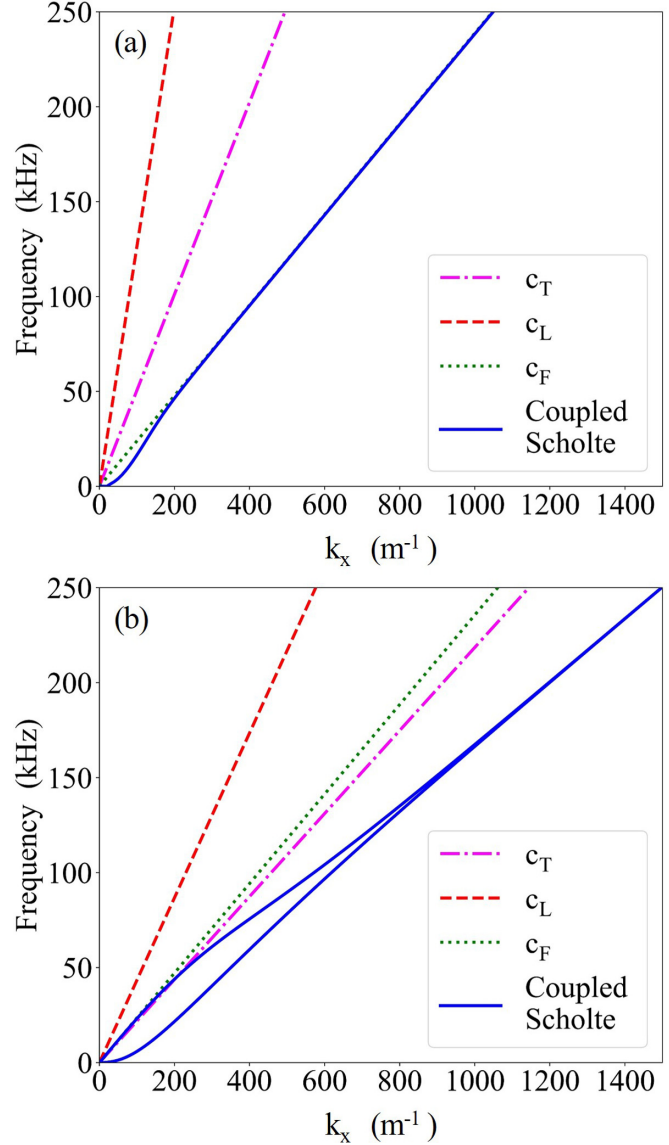 (a)
250
200
150
100
50
0
Frequency (kHz)
c_T
c_L
c_F
Coupled
Scholte
0 200 400 600 800 1000 1200 1400
k_x (m⁻¹)
(b)
250
200
150
100
50
0
Frequency (kHz)
c_T
c_L
c_F
Coupled
Scholte
0 200 400 600 800 1000 1200 1400
k_x (m⁻¹)